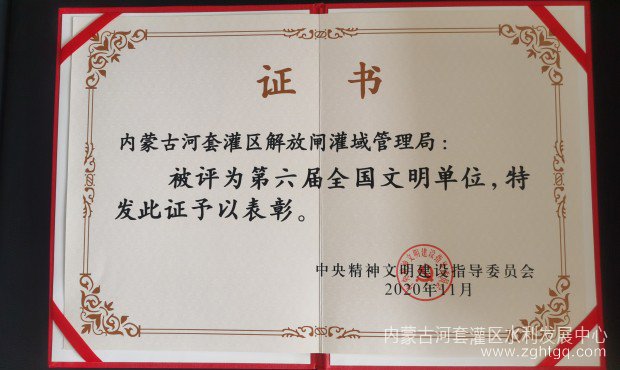 证书
内蒙古河套灌区解放闸灌域管理局：
被评为第六届全国文明单位，特
发此证予以表彰。
中央精神文明建设指导委员会
2020年11月
内蒙古河套灌区水利发展中心
www.zghtgq.com